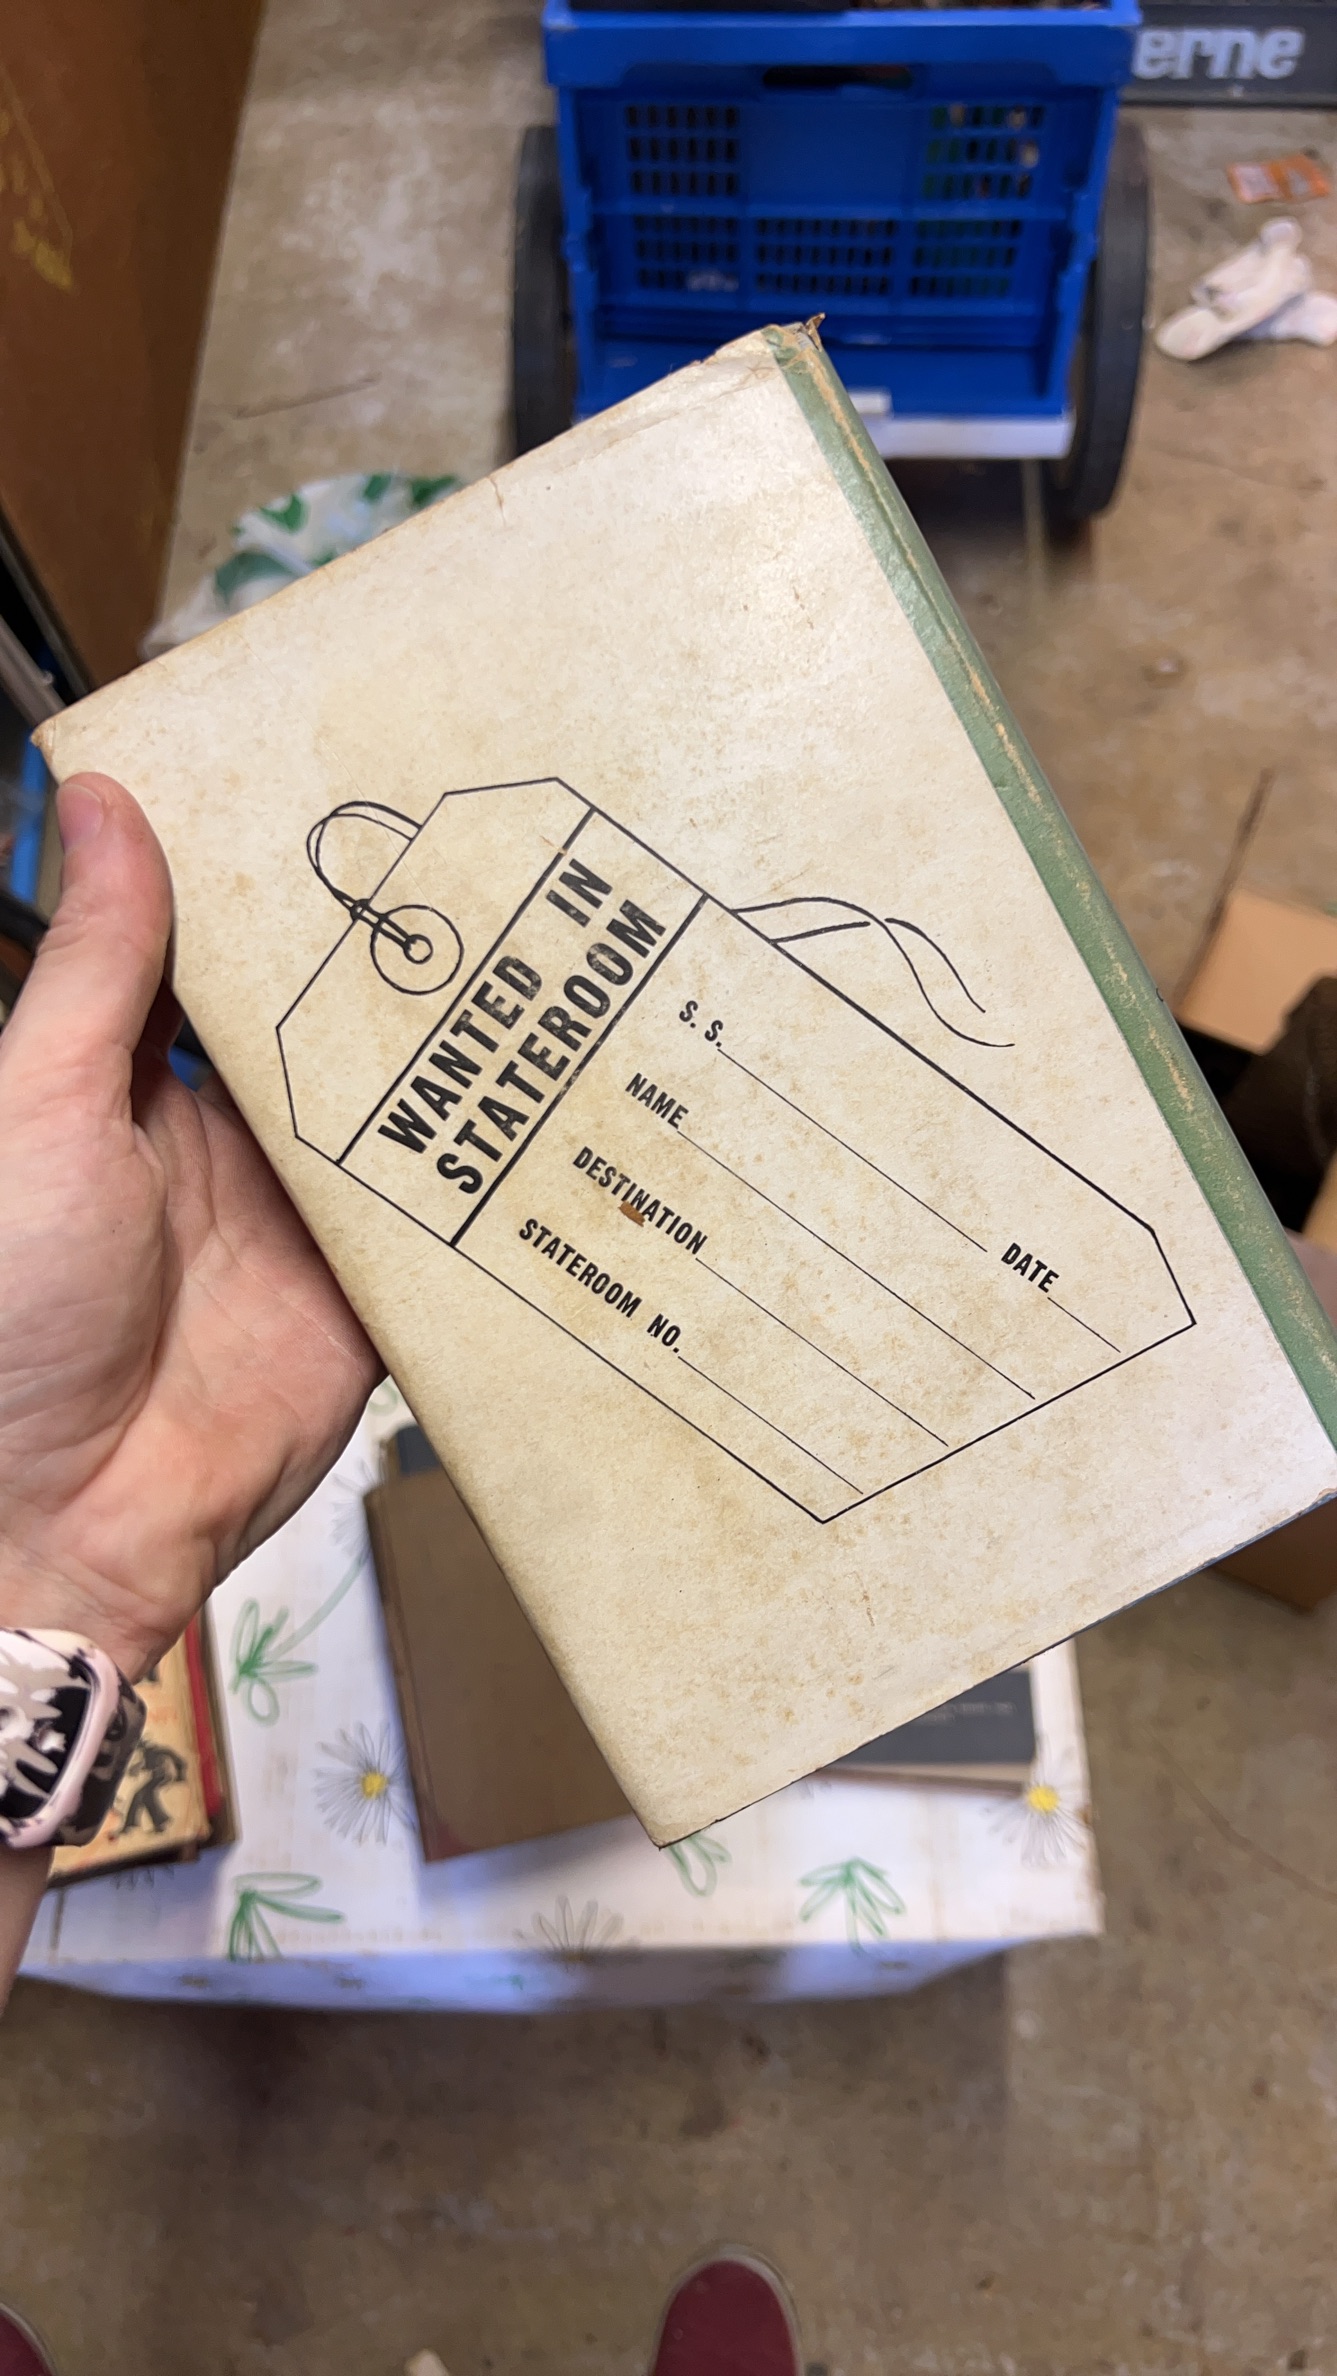 erne
WANTED IN
STATEROOM
S. S. DATE
NAME
DESTINATION
STATEROOM NO.